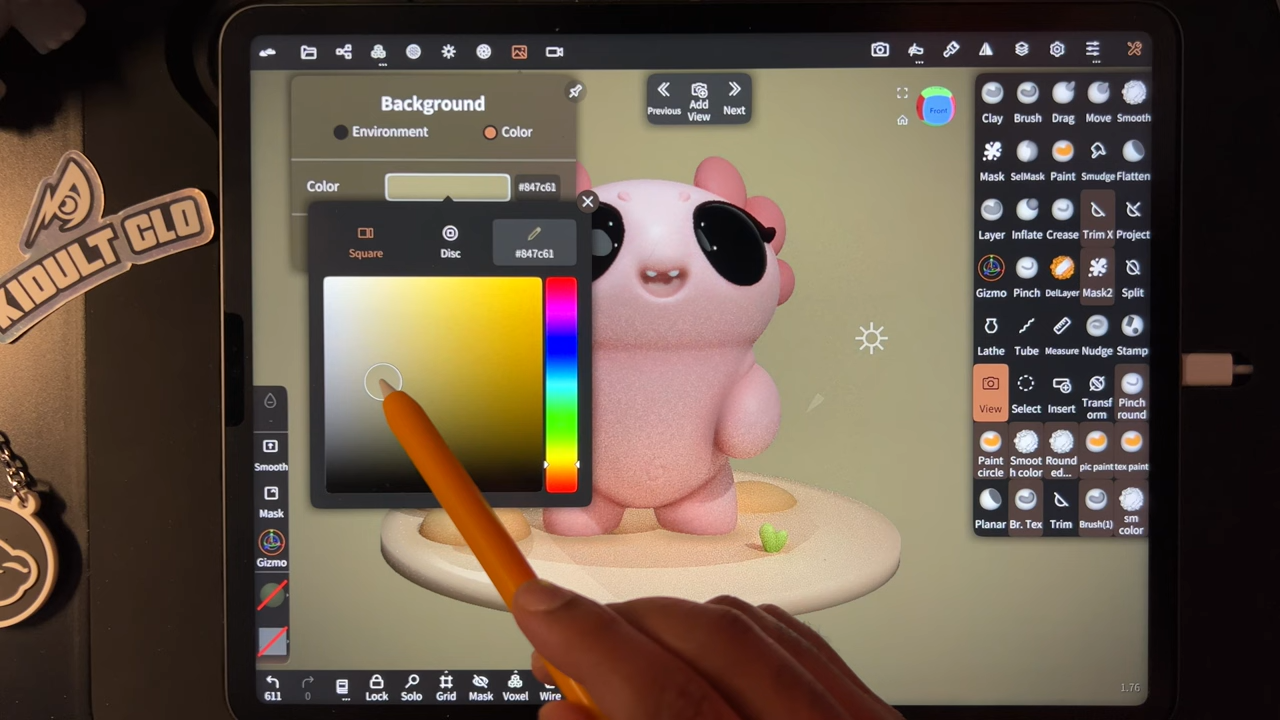 KIDULT CLO
Background
Environment
Color
Color
#847c61
Square
Disc
#847c61
Previous
Add
View
Next
Front
Clay
Brush
Drag
Move
Smooth
Mask
SelMask
Paint
Smudge
Flatten
Layer
Inflate
Crease
Trim X
Project
Gizmo
Pinch
DelLayer
Mask2
Split
Lathe
Tube
Measure
Nudge
Stamp
View
Select
Insert
Transf
orm
Pinch
round
Paint
circle
Smoot
h color
Round
ed...
pic paint
tex paint
Planar
Br. Tex
Trim
Brush(1)
sm
color
Smooth
Mask
Gizmo
611
0
Lock
Solo
Grid
Mask
Voxel
Wire
1.76